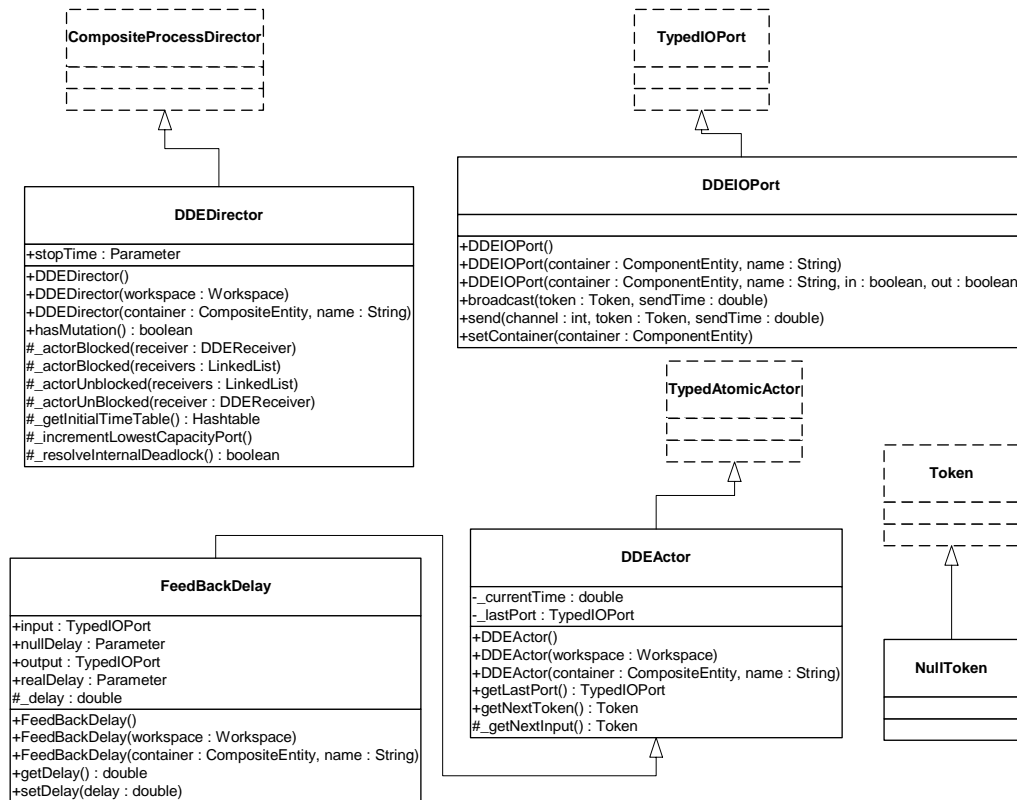 CompositeProcessDirector
TypedIOPort
DDEDirector
+stopTime : Parameter
+DDEDirector()
+DDEDirector(workspace : Workspace)
+DDEDirector(container : CompositeEntity, name : String)
+hasMutation() : boolean
#_actorBlocked(receiver : DDEReceiver)
#_actorBlocked(receivers : LinkedList)
#_actorUnblocked(receivers : LinkedList)
#_actorUnBlocked(receiver : DDEReceiver)
#_getInitialTimeTable() : Hashtable
#_incrementLowestCapacityPort()
#_resolveInternalDeadlock() : boolean
DDEIOPort
+DDEIOPort()
+DDEIOPort(container : ComponentEntity, name : String)
+DDEIOPort(container : ComponentEntity, name : String, in : boolean, out : boolean
+broadcast(token : Token, sendTime : double)
+send(channel : int, token : Token, sendTime : double)
+setContainer(container : ComponentEntity)
TypedAtomicActor
Token
FeedBackDelay
+input : TypedIOPort
+nullDelay : Parameter
+output : TypedIOPort
+realDelay : Parameter
#_delay : double
+FeedBackDelay()
+FeedBackDelay(workspace : Workspace)
+FeedBackDelay(container : CompositeEntity, name : String)
+getDelay() : double
+setDelay(delay : double)
DDEActor
-_currentTime : double
-_lastPort : TypedIOPort
+DDEActor()
+DDEActor(workspace : Workspace)
+DDEActor(container : CompositeEntity, name : String)
+getLastPort() : TypedIOPort
+getNextToken() : Token
#_getNextInput() : Token
NullToken